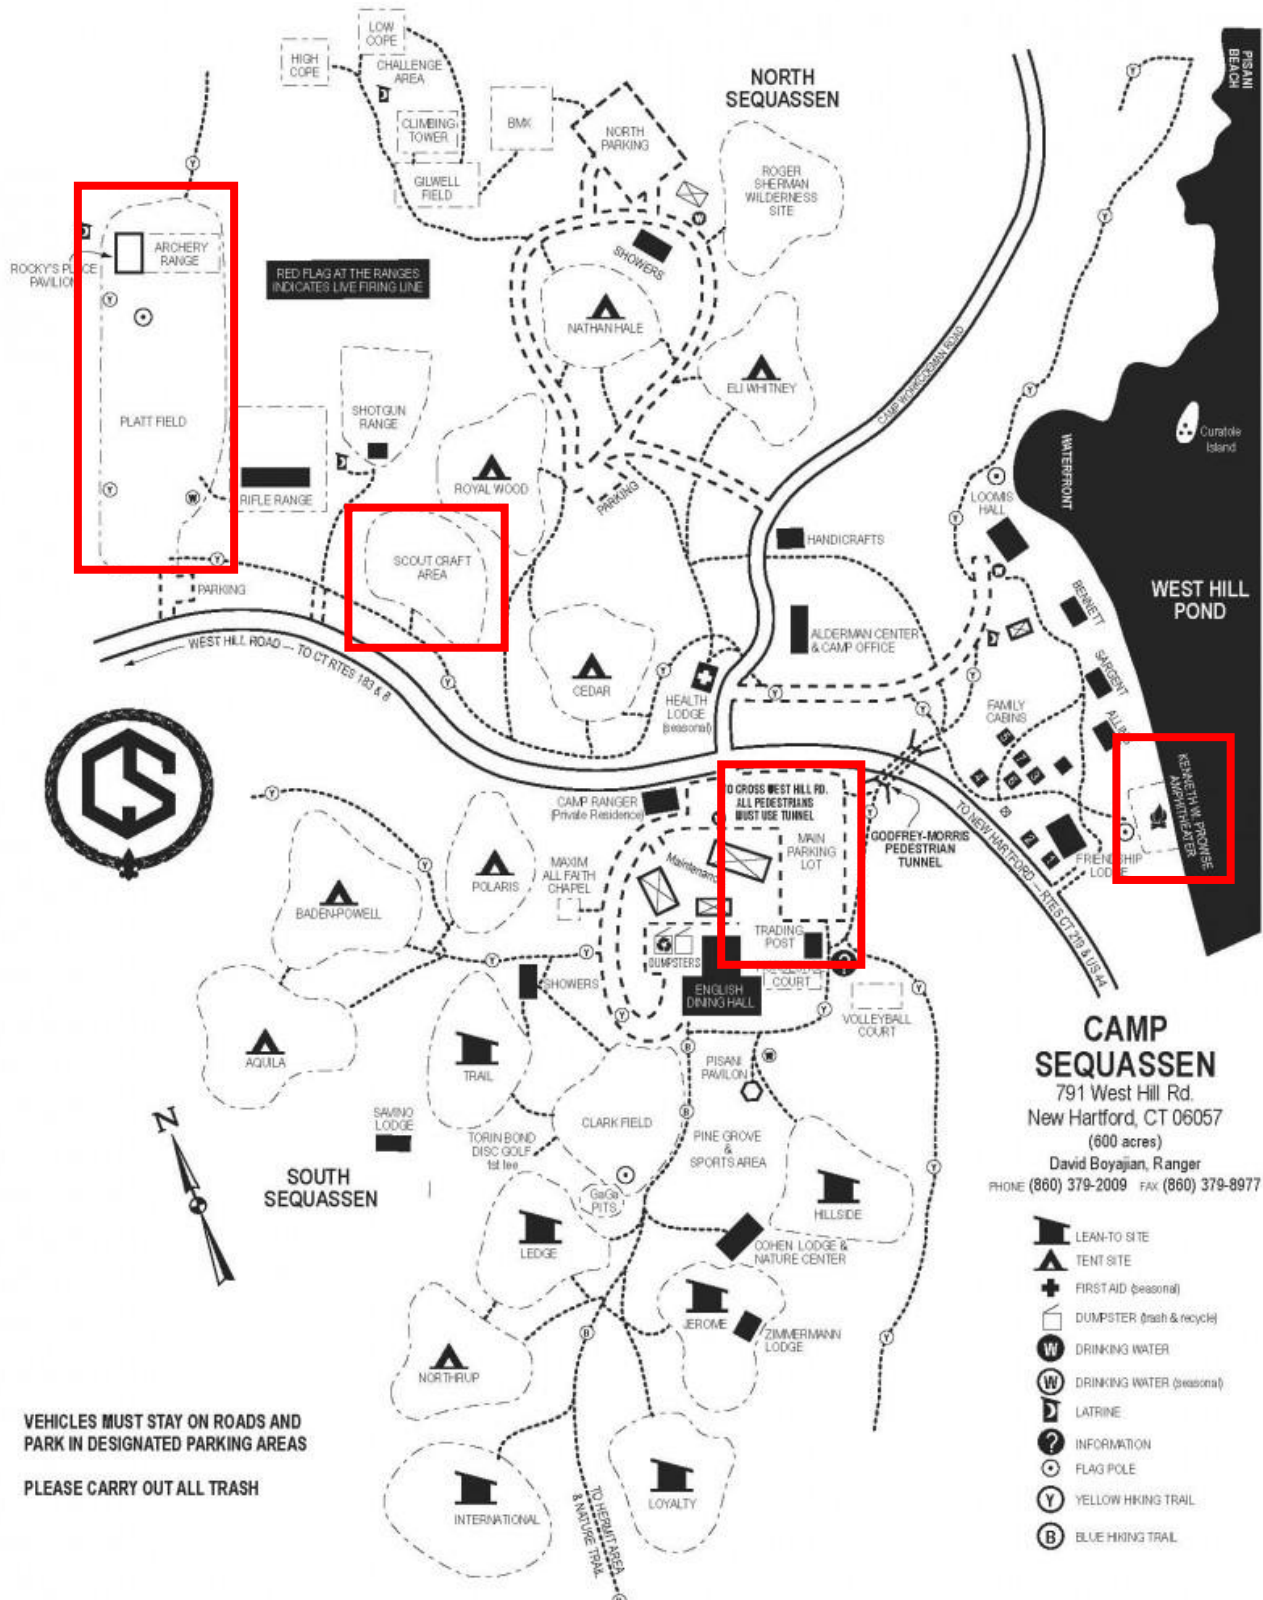 LOW
COPE
HIGH
COPE
CHALLENGE
AREA
CLIMBING
TOWER
BMX
GILWELL
FIELD
NORTH
PARKING
NORTH
SEQUASSEN
ROGER
SHERMAN
WILDERNESS
SITE
PISANI
BEACH
ARCHERY
RANGE
ROCKY'S PLACE
PAVILION
RED FLAG AT THE RANGES
INDICATES LIVE FIRING LINE
SHOWERS
NATHAN HALE
ELI WHITNEY
CAMP WORKCOEMAN ROAD
PLATT FIELD
SHOTGUN
RANGE
RIFLE RANGE
ROYAL WOOD
PARKING
Curatole
Island
WATERFRONT
LOOMIS
HALL
HANDICRAFTS
SCOUT CRAFT
AREA
PARKING
WEST HILL ROAD — TO CT RTES 183 & 8
CEDAR
HEALTH
LODGE
(seasonal)
ALDERMAN CENTER
& CAMP OFFICE
BENNETT
SARGENT
ALLING
WEST HILL
POND
FAMILY
CABINS
5
7
4
6
3
2
1
KENNETH W. PROWSE
AMPHITHEATER
FRIENDSHIP
LODGE
TO NEW HARTFORD — RTES CT 219 & US 44
GODFREY-MORRIS
PEDESTRIAN
TUNNEL
TO CROSS WEST HILL RD.
ALL PEDESTRIANS
MUST USE TUNNEL
MAIN
PARKING
LOT
CAMP RANGER
(Private Residence)
Maintenance
MAXIM
ALL FAITH
CHAPEL
POLARIS
BADEN-POWELL
TRADING
POST
DUMPSTERS
ENGLISH
DINING HALL
COURT
VOLLEYBALL
COURT
SHOWERS
AQUILA
TRAIL
PISANI
PAVILON
CS
SAVINO
LODGE
TORIN BOND
DISC GOLF
1st tee
CLARK FIELD
PINE GROVE
&
SPORTS AREA
N
SOUTH
SEQUASSEN
GaGa
PITS
LEDGE
HILLSIDE
COHEN LODGE &
NATURE CENTER
JEROME
ZIMMERMANN
LODGE
NORTHRUP
INTERNATIONAL
LOYALTY
TO HERMIT AREA
& NATURE TRAIL
VEHICLES MUST STAY ON ROADS AND
PARK IN DESIGNATED PARKING AREAS
PLEASE CARRY OUT ALL TRASH
CAMP
SEQUASSEN
791 West Hill Rd.
New Hartford, CT 06057
(600 acres)
David Boyajian, Ranger
PHONE (860) 379-2009 FAX (860) 379-8977
LEAN-TO SITE
TENT SITE
FIRST AID (seasonal)
DUMPSTER (trash & recycle)
W DRINKING WATER
W DRINKING WATER (seasonal)
LATRINE
? INFORMATION
FLAG POLE
Y YELLOW HIKING TRAIL
B BLUE HIKING TRAIL